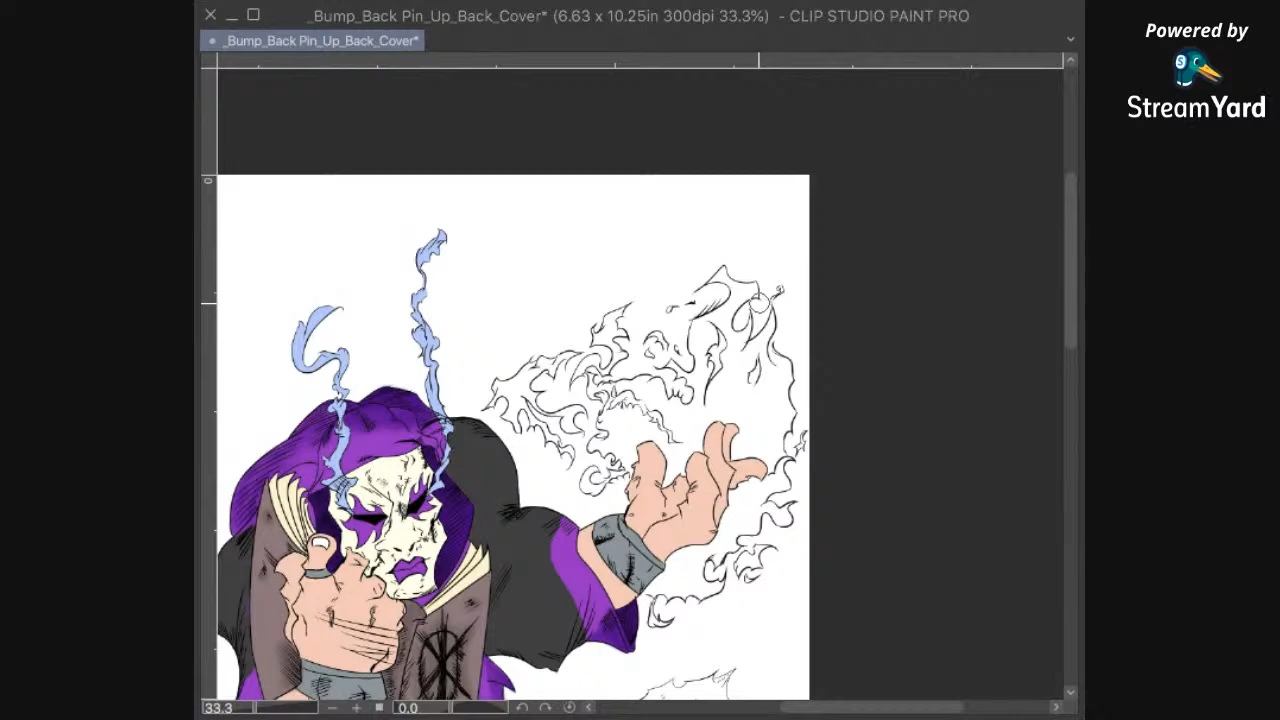 _Bump_Back Pin_Up_Back_Cover* (6.63 x 10.25in 300dpi 33.3%) - CLIP STUDIO PAINT PRO
_Bump_Back Pin_Up_Back_Cover*
Powered by
StreamYard
0
33.3
0.0